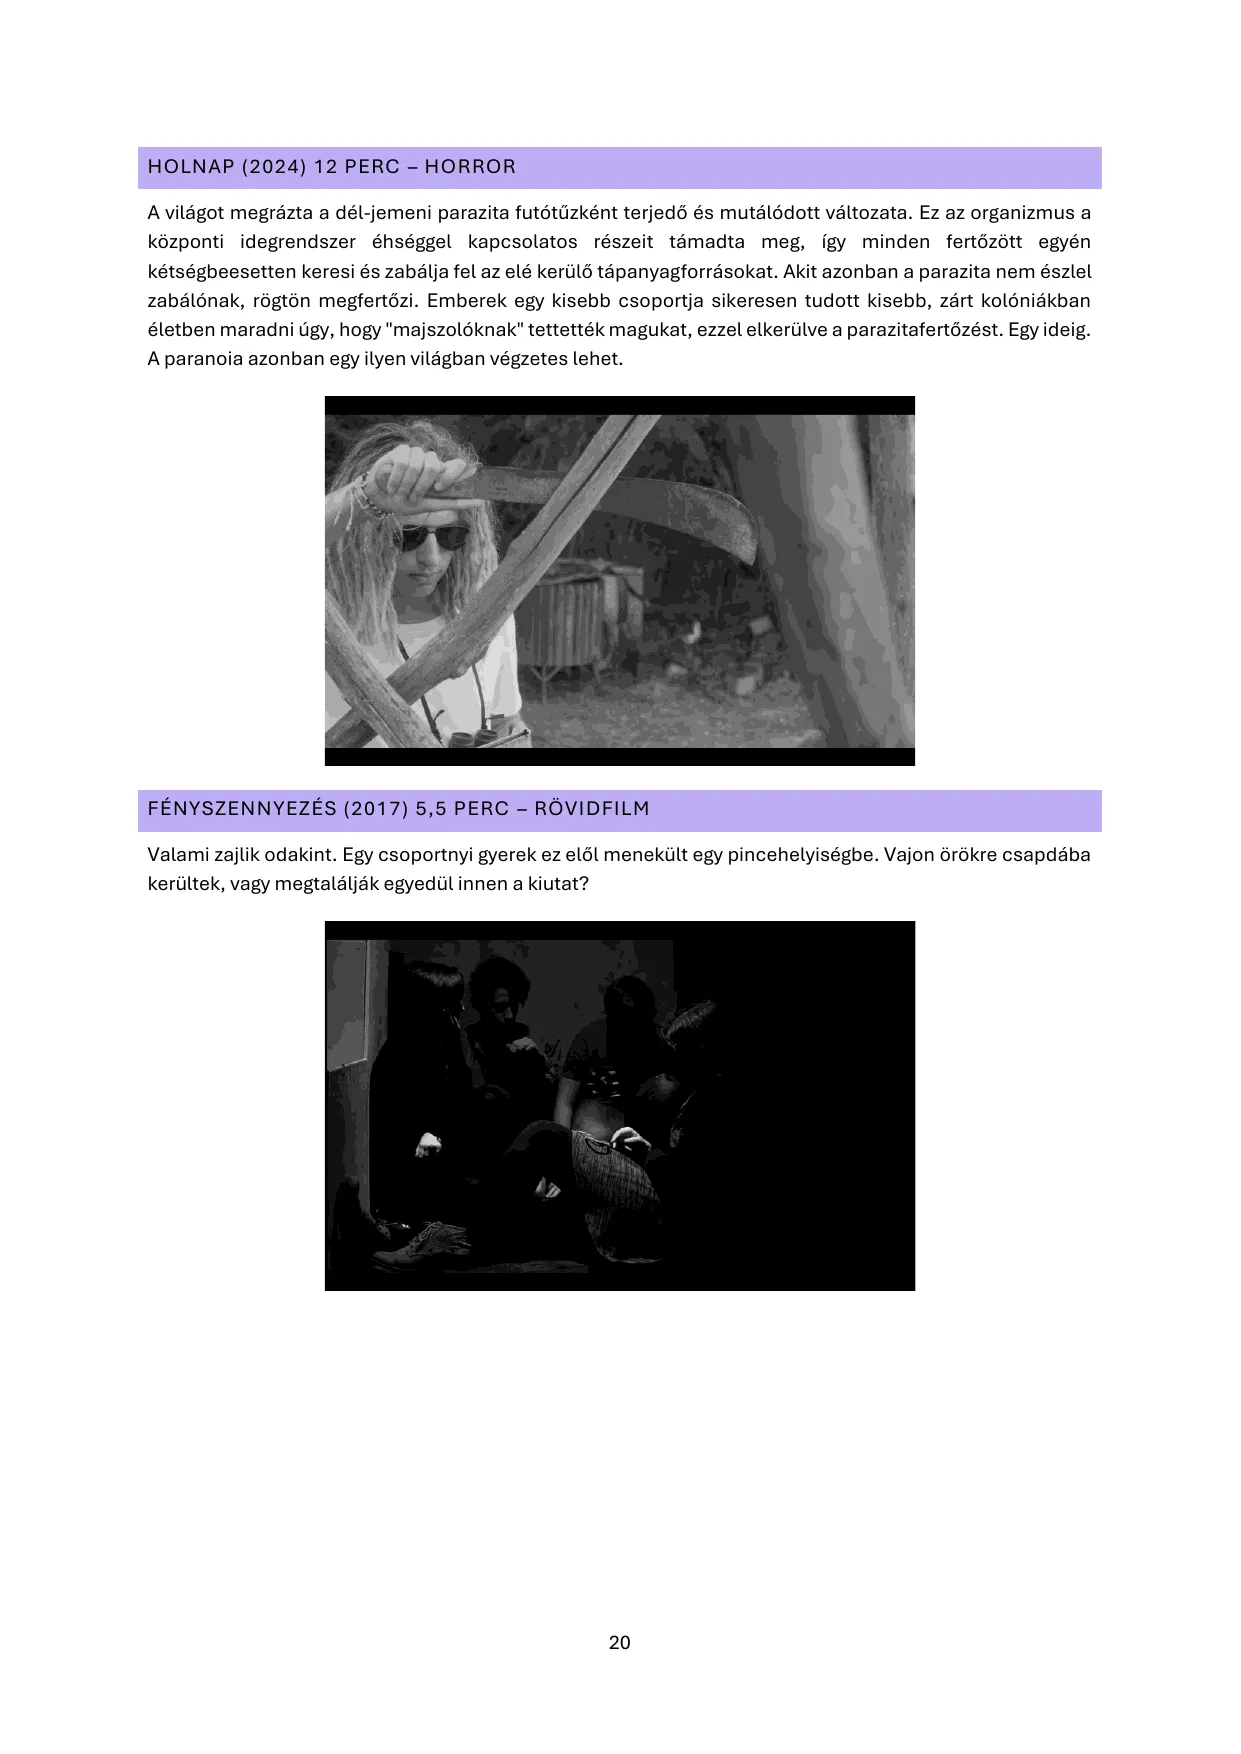 HOLNAP (2024) 12 PERC – HORROR
A világot megrázta a dél-jemeni parazita futótűzként terjedő és mutálódott változata. Ez az organizmus a
központi idegrendszer éhséggel kapcsolatos részeit támadta meg, így minden fertőzött egyén
kétségbeesetten keresi és zabálja fel az elé kerülő tápanyagforrásokat. Akit azonban a parazita nem észlel
zabálónak, rögtön megfertőzi. Emberek egy kisebb csoportja sikeresen tudott kisebb, zárt kolóniákban
életben maradni úgy, hogy "majszolóknak" tettették magukat, ezzel elkerülve a parazitafertőzést. Egy ideig.
A paranoia azonban egy ilyen világban végzetes lehet.
FÉNYSZENNYEZÉS (2017) 5,5 PERC – RÖVIDFILM
Valami zajlik odakint. Egy csoportnyi gyerek ez elől menekült egy pincehelyiségbe. Vajon örökre csapdába
kerültek, vagy megtalálják egyedül innen a kiutat?
20